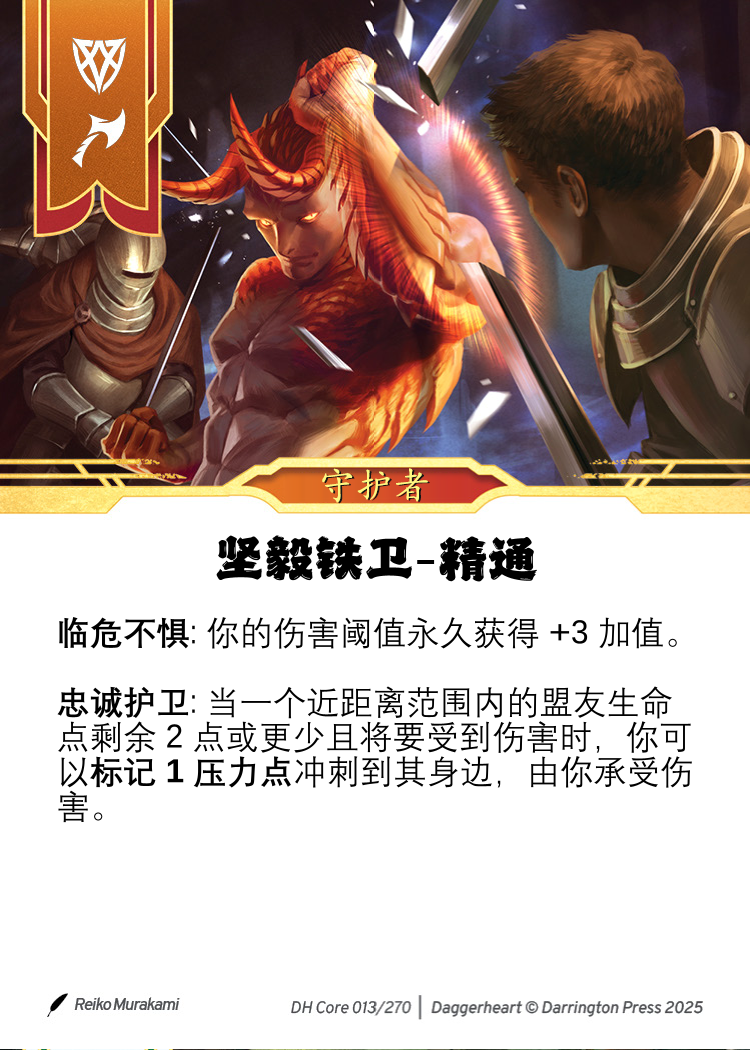 守护者
坚毅铁卫-精通
临危不惧: 你的伤害阈值永久获得 +3 加值。
忠诚护卫: 当一个近距离范围内的盟友生命
点剩余 2 点或更少且将要受到伤害时，你可
以标记 1 压力点冲刺到其身边，由你承受伤
害。
Reiko Murakami
DH Core 013/270 | Daggerheart © Darrington Press 2025